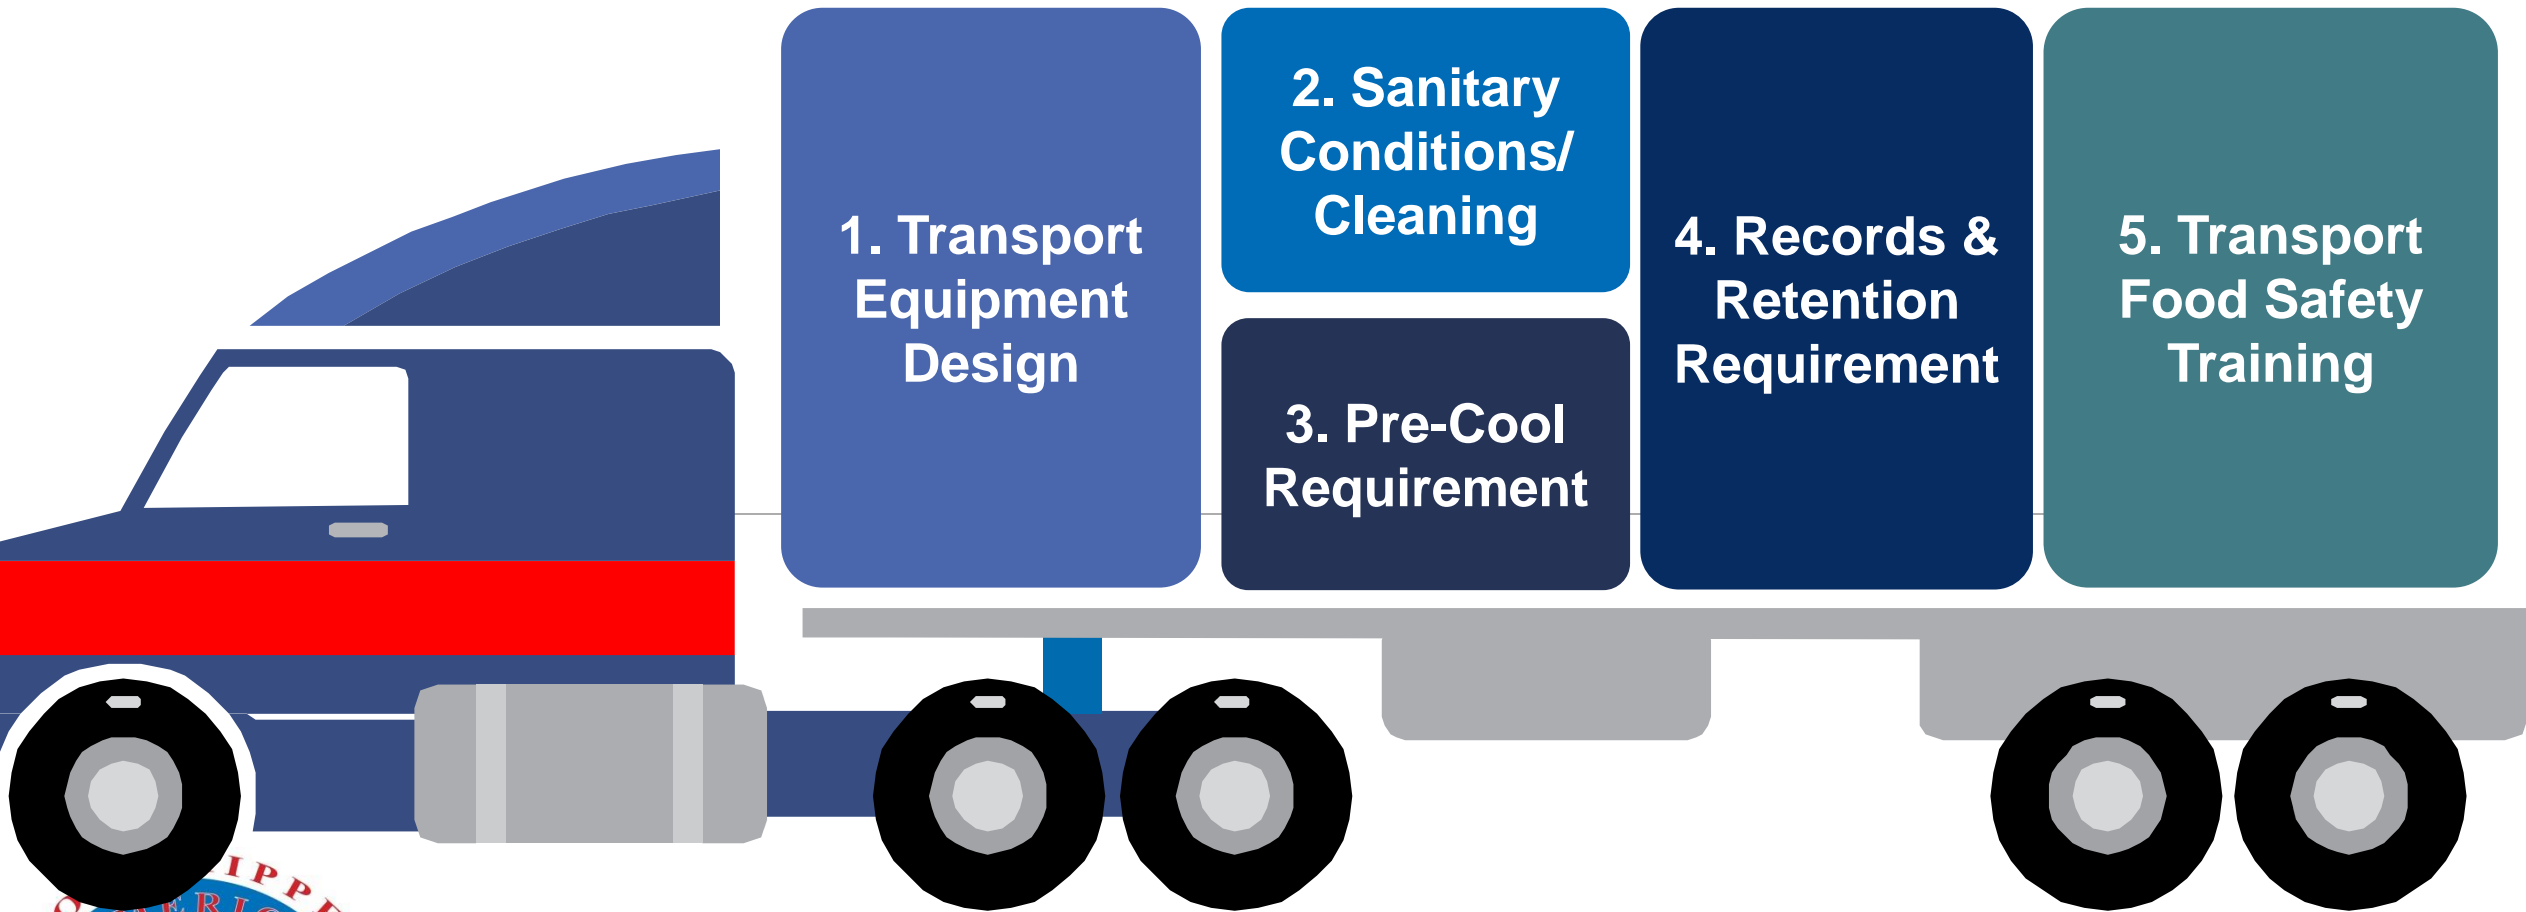 1. Transport
Equipment
Design
2. Sanitary
Conditions/
Cleaning
3. Pre-Cool
Requirement
4. Records &
Retention
Requirement
5. Transport
Food Safety
Training